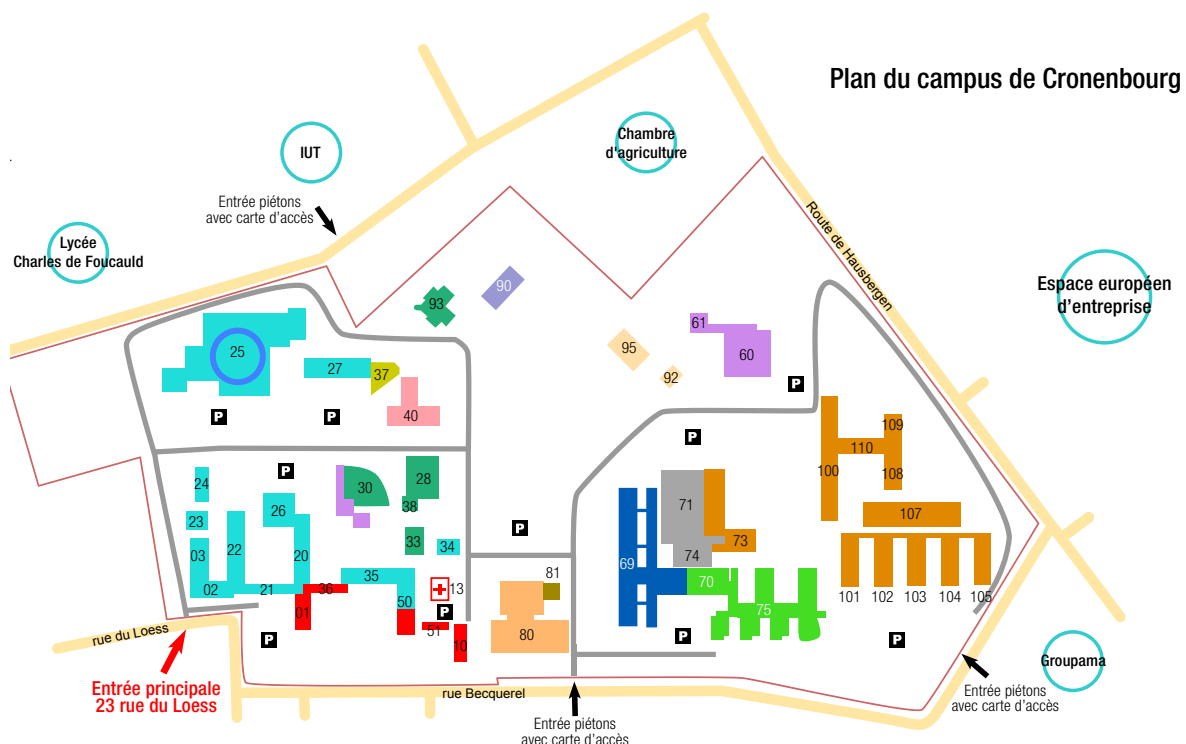 Plan du campus de Cronenbourg
Chambre
d'agriculture
IUT
Entrée piétons
avec carte d'accès
Lycée
Charles de Foucauld
Route de Hausbergen
Espace européen
d'entreprise
90
93
61
60
95
92
25
27
37
40
P
P
P
P
P
P
P
P
P
P
24
23
03
02
22
26
20
21
30
28
38
33
34
35
36
01
50
51
10
13
81
80
69
71
74
73
70
75
100
110
109
108
107
101
102
103
104
105
rue du Loess
Entrée principale
23 rue du Loess
rue Becquerel
Entrée piétons
avec carte d'accès
Entrée piétons
avec carte d'accès
Groupama